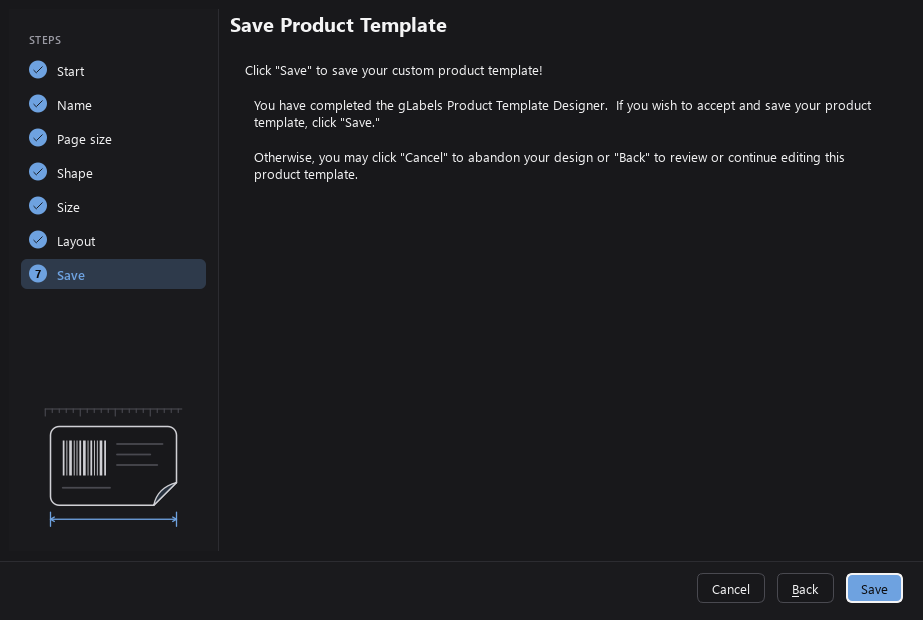 STEPS
Start
Name
Page size
Shape
Size
Layout
7 Save
Save Product Template
Click "Save" to save your custom product template!
You have completed the gLabels Product Template Designer.  If you wish to accept and save your product
template, click "Save."
Otherwise, you may click "Cancel" to abandon your design or "Back" to review or continue editing this
product template.
Cancel Back Save